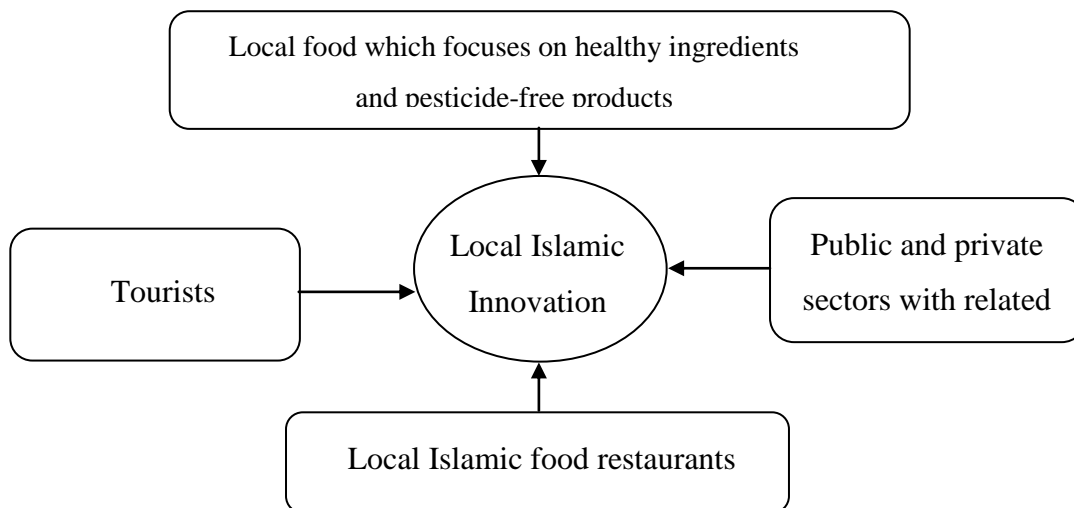 Local food which focuses on healthy ingredients
and pesticide-free products
Local Islamic
Innovation
Public and private
sectors with related
Tourists
Local Islamic food restaurants